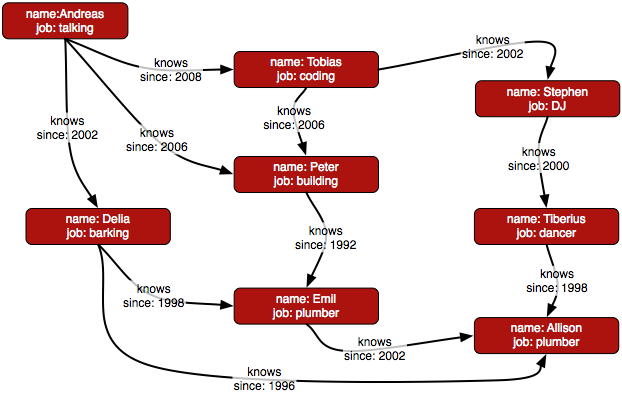 name:Andreas
job: talking
knows
since: 2008
name: Tobias
job: coding
knows
since: 2002
name: Stephen
job: DJ
knows
since: 2002
knows
since: 2006
knows
since: 2006
knows
since: 2000
name: Peter
job: building
name: Delia
job: barking
knows
since: 1992
name: Tiberius
job: dancer
knows
since: 1998
name: Emil
job: plumber
knows
since: 1998
name: Allison
job: plumber
knows
since: 2002
knows
since: 1996